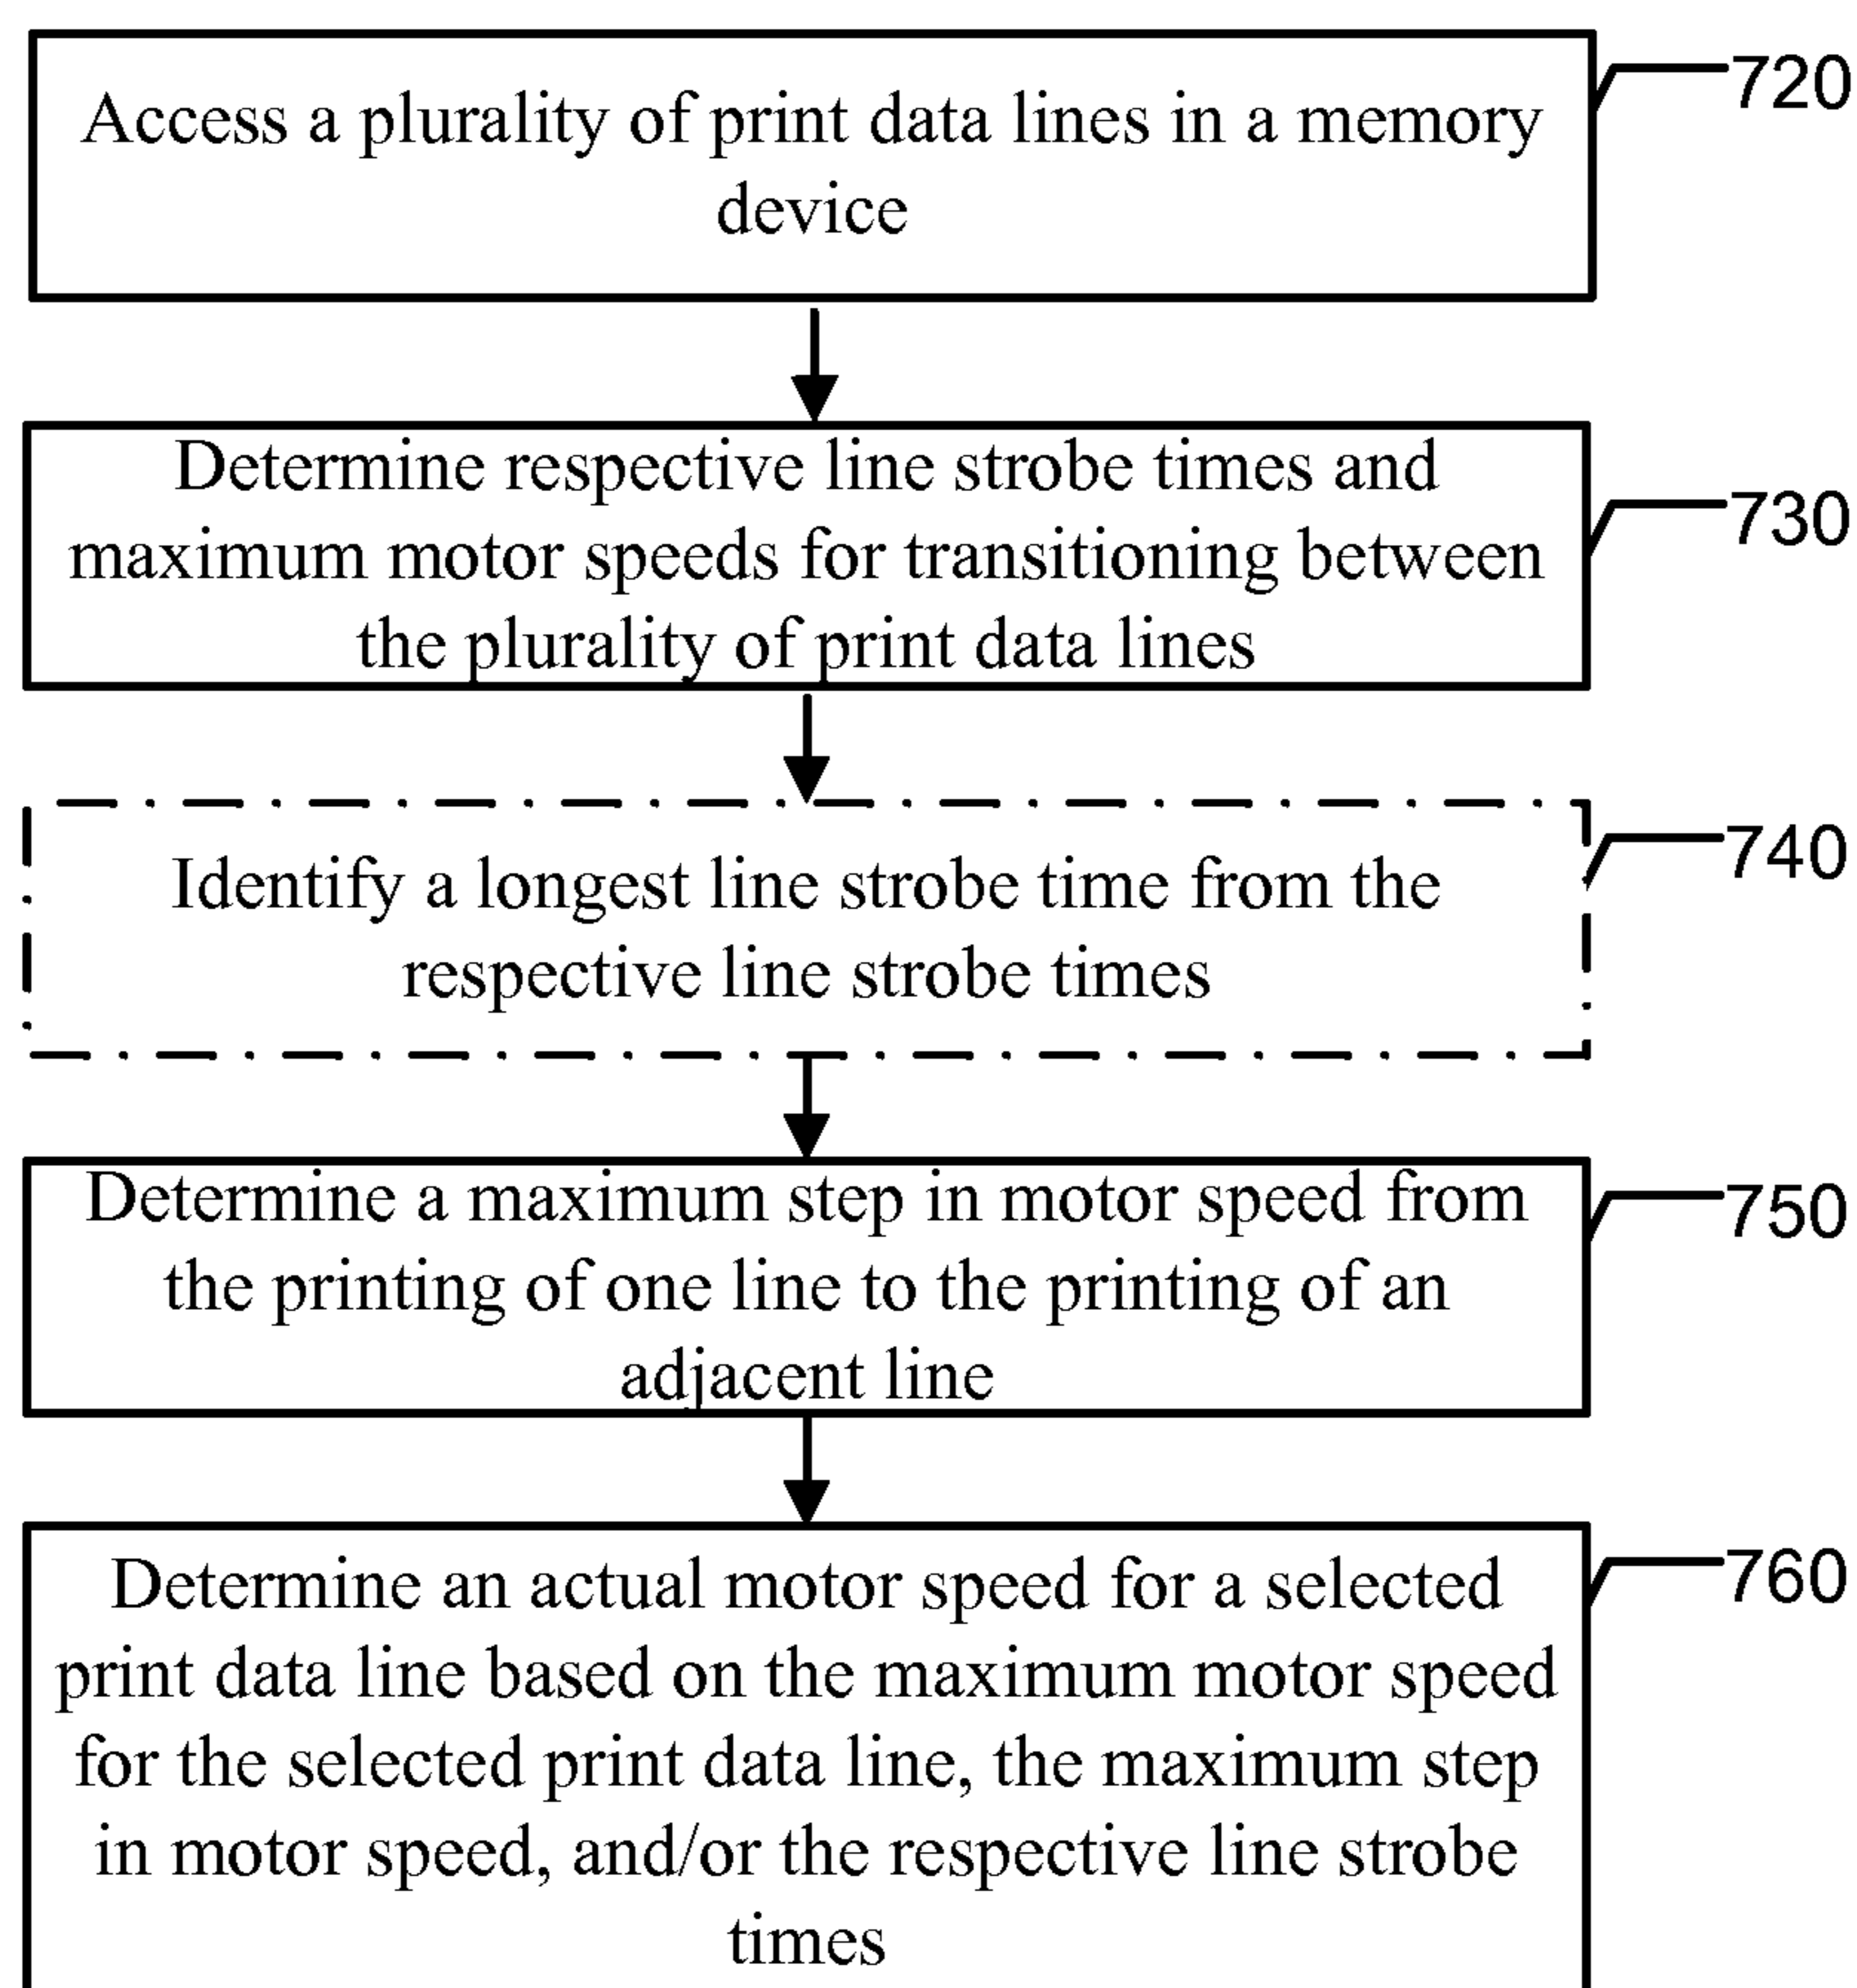 Access a plurality of print data lines in a memory
device
720
Determine respective line strobe times and
maximum motor speeds for transitioning between
the plurality of print data lines
730
Identify a longest line strobe time from the
respective line strobe times
740
Determine a maximum step in motor speed from
the printing of one line to the printing of an
adjacent line
750
Determine an actual motor speed for a selected
print data line based on the maximum motor speed
for the selected print data line, the maximum step
in motor speed, and/or the respective line strobe
times
760